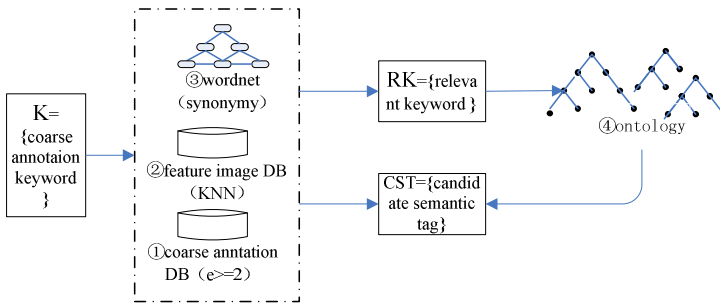 K=
{coarse
annotaion
keyword
}
③wordnet
（synonymy）
②feature image DB
（KNN）
①coarse anntation
DB（e>=2）
RK={releva
nt keyword }
④ontology
CST={candid
ate semantic
tag}